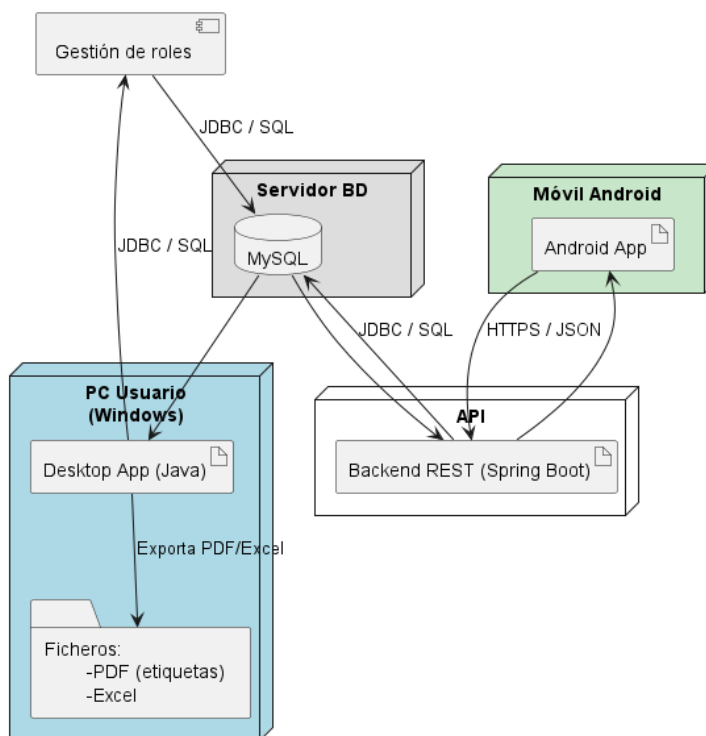 Gestión de roles
JDBC / SQL
Servidor BD
MySQL
Móvil Android
Android App
JDBC / SQL
JDBC / SQL
HTTPS / JSON
PC Usuario
(Windows)
Desktop App (Java)
API
Backend REST (Spring Boot)
Exporta PDF/Excel
Ficheros:
-PDF (etiquetas)
-Excel